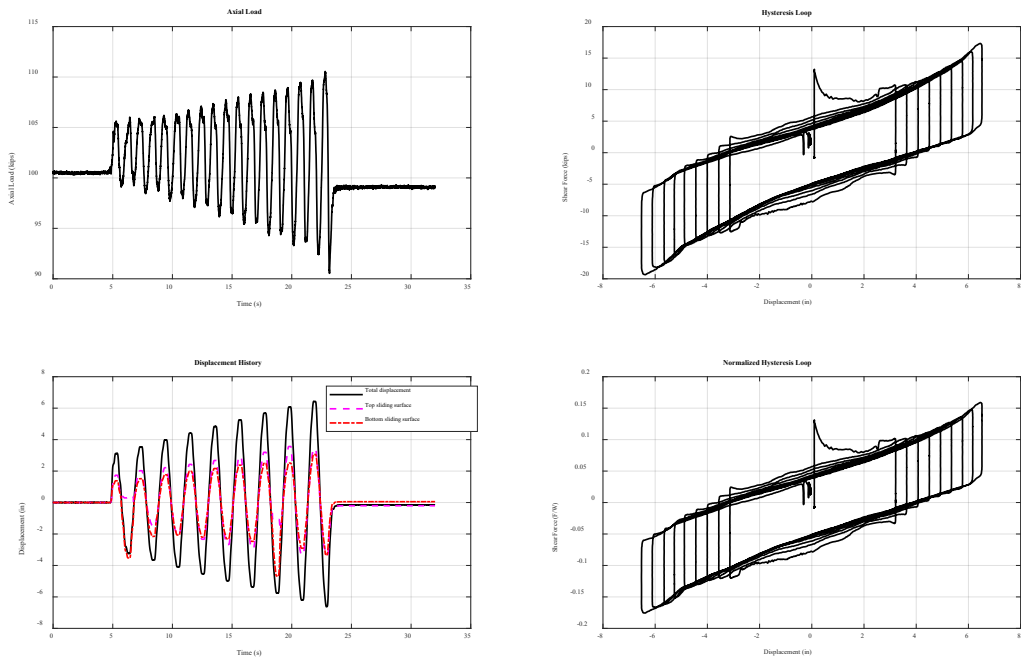 Axial Load
115
110
105
100
95
90
Axial Load (kips)
0 5 10 15 20 25 30 35
Time (s)
Hysteresis Loop
20
15
10
5
0
-5
-10
-15
-20
Shear Force (kips)
-8 -6 -4 -2 0 2 4 6 8
Displacement (in)
Displacement History
8
6
4
2
0
-2
-4
-6
-8
Displacement (in)
Total displacement
Top sliding surface
Bottom sliding surface
0 5 10 15 20 25 30 35
Time (s)
Normalized Hysteresis Loop
0.2
0.15
0.1
0.05
0
-0.05
-0.1
-0.15
-0.2
Shear Force (F/W)
-8 -6 -4 -2 0 2 4 6 8
Displacement (in)